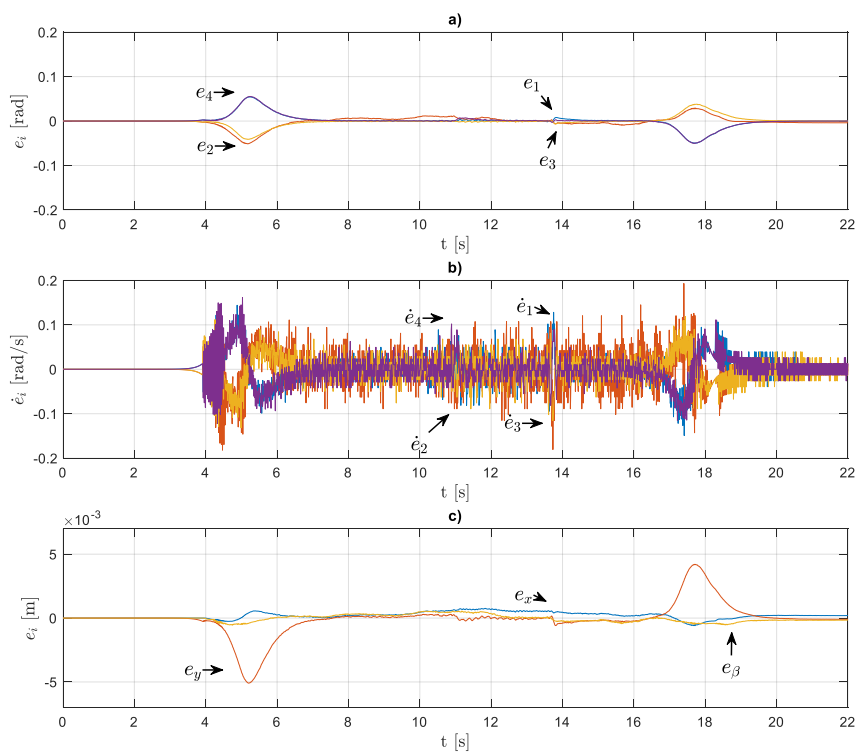 a)
0.2
0.1
0
-0.1
-0.2
e_i [rad]
e_4
e_2
e_1
e_3
0 2 4 6 8 10 12 14 16 18 20 22
t [s]
b)
0.2
0.1
0
-0.1
-0.2
ė_i [rad/s]
ė_4
ė_1
ė_2
ė_3
0 2 4 6 8 10 12 14 16 18 20 22
t [s]
c)
×10^-3
5
0
-5
e_i [m]
e_x
e_y
e_β
0 2 4 6 8 10 12 14 16 18 20 22
t [s]